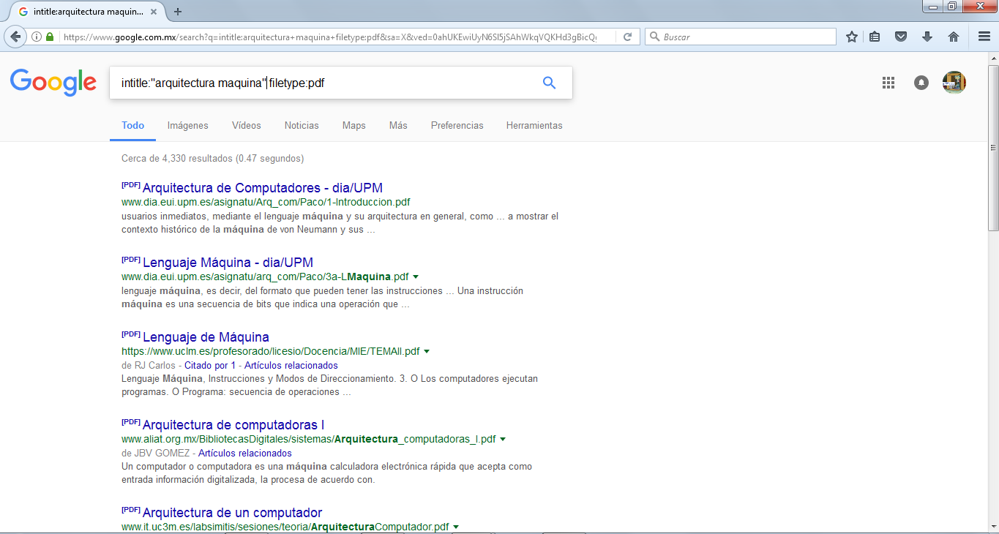 intitle:arquitectura maquin...
https://www.google.com.mx/search?q=intitle:arquitectura+maquina+filetype:pdf&sa=X&ved=0ahUKEwiUyN6SI5jSAhWkqVQKHd3gBicQg
Buscar
Google
intitle:"arquitectura maquina" filetype:pdf
Todo Imágenes Vídeos Noticias Maps Más Preferencias Herramientas
Cerca de 4,330 resultados (0.47 segundos)
[PDF] Arquitectura de Computadores - dia/UPM
www.dia.eui.upm.es/asignatu/Arq_com/Paco/1-Introduccion.pdf
usuarios inmediatos, mediante el lenguaje máquina y su arquitectura en general, como ... a mostrar el
contexto histórico de la máquina de von Neumann y sus ...
[PDF] Lenguaje Máquina - dia/UPM
www.dia.eui.upm.es/asignatu/arq_com/Paco/3a-LMaquina.pdf
lenguaje máquina, es decir, del formato que pueden tener las instrucciones ... Una instrucción
máquina es una secuencia de bits que indica una operación que ...
[PDF] Lenguaje de Máquina
https://www.uclm.es/profesorado/licesio/Docencia/MIE/TEMAII.pdf
de RJ Carlos - Citado por 1 - Artículos relacionados
Lenguaje Máquina, Instrucciones y Modos de Direccionamiento. 3. O Los computadores ejecutan
programas. O Programa: secuencia de operaciones ...
[PDF] Arquitectura de computadoras I
www.aliat.org.mx/BibliotecasDigitales/sistemas/Arquitectura_computadoras_I.pdf
de JBV GOMEZ - Artículos relacionados
Un computador o computadora es una máquina calculadora electrónica rápida que acepta como
entrada información digitalizada, la procesa de acuerdo con.
[PDF] Arquitectura de un computador
www.it.uc3m.es/labsimitis/sesiones/teoria/ArquitecturaComputador.pdf